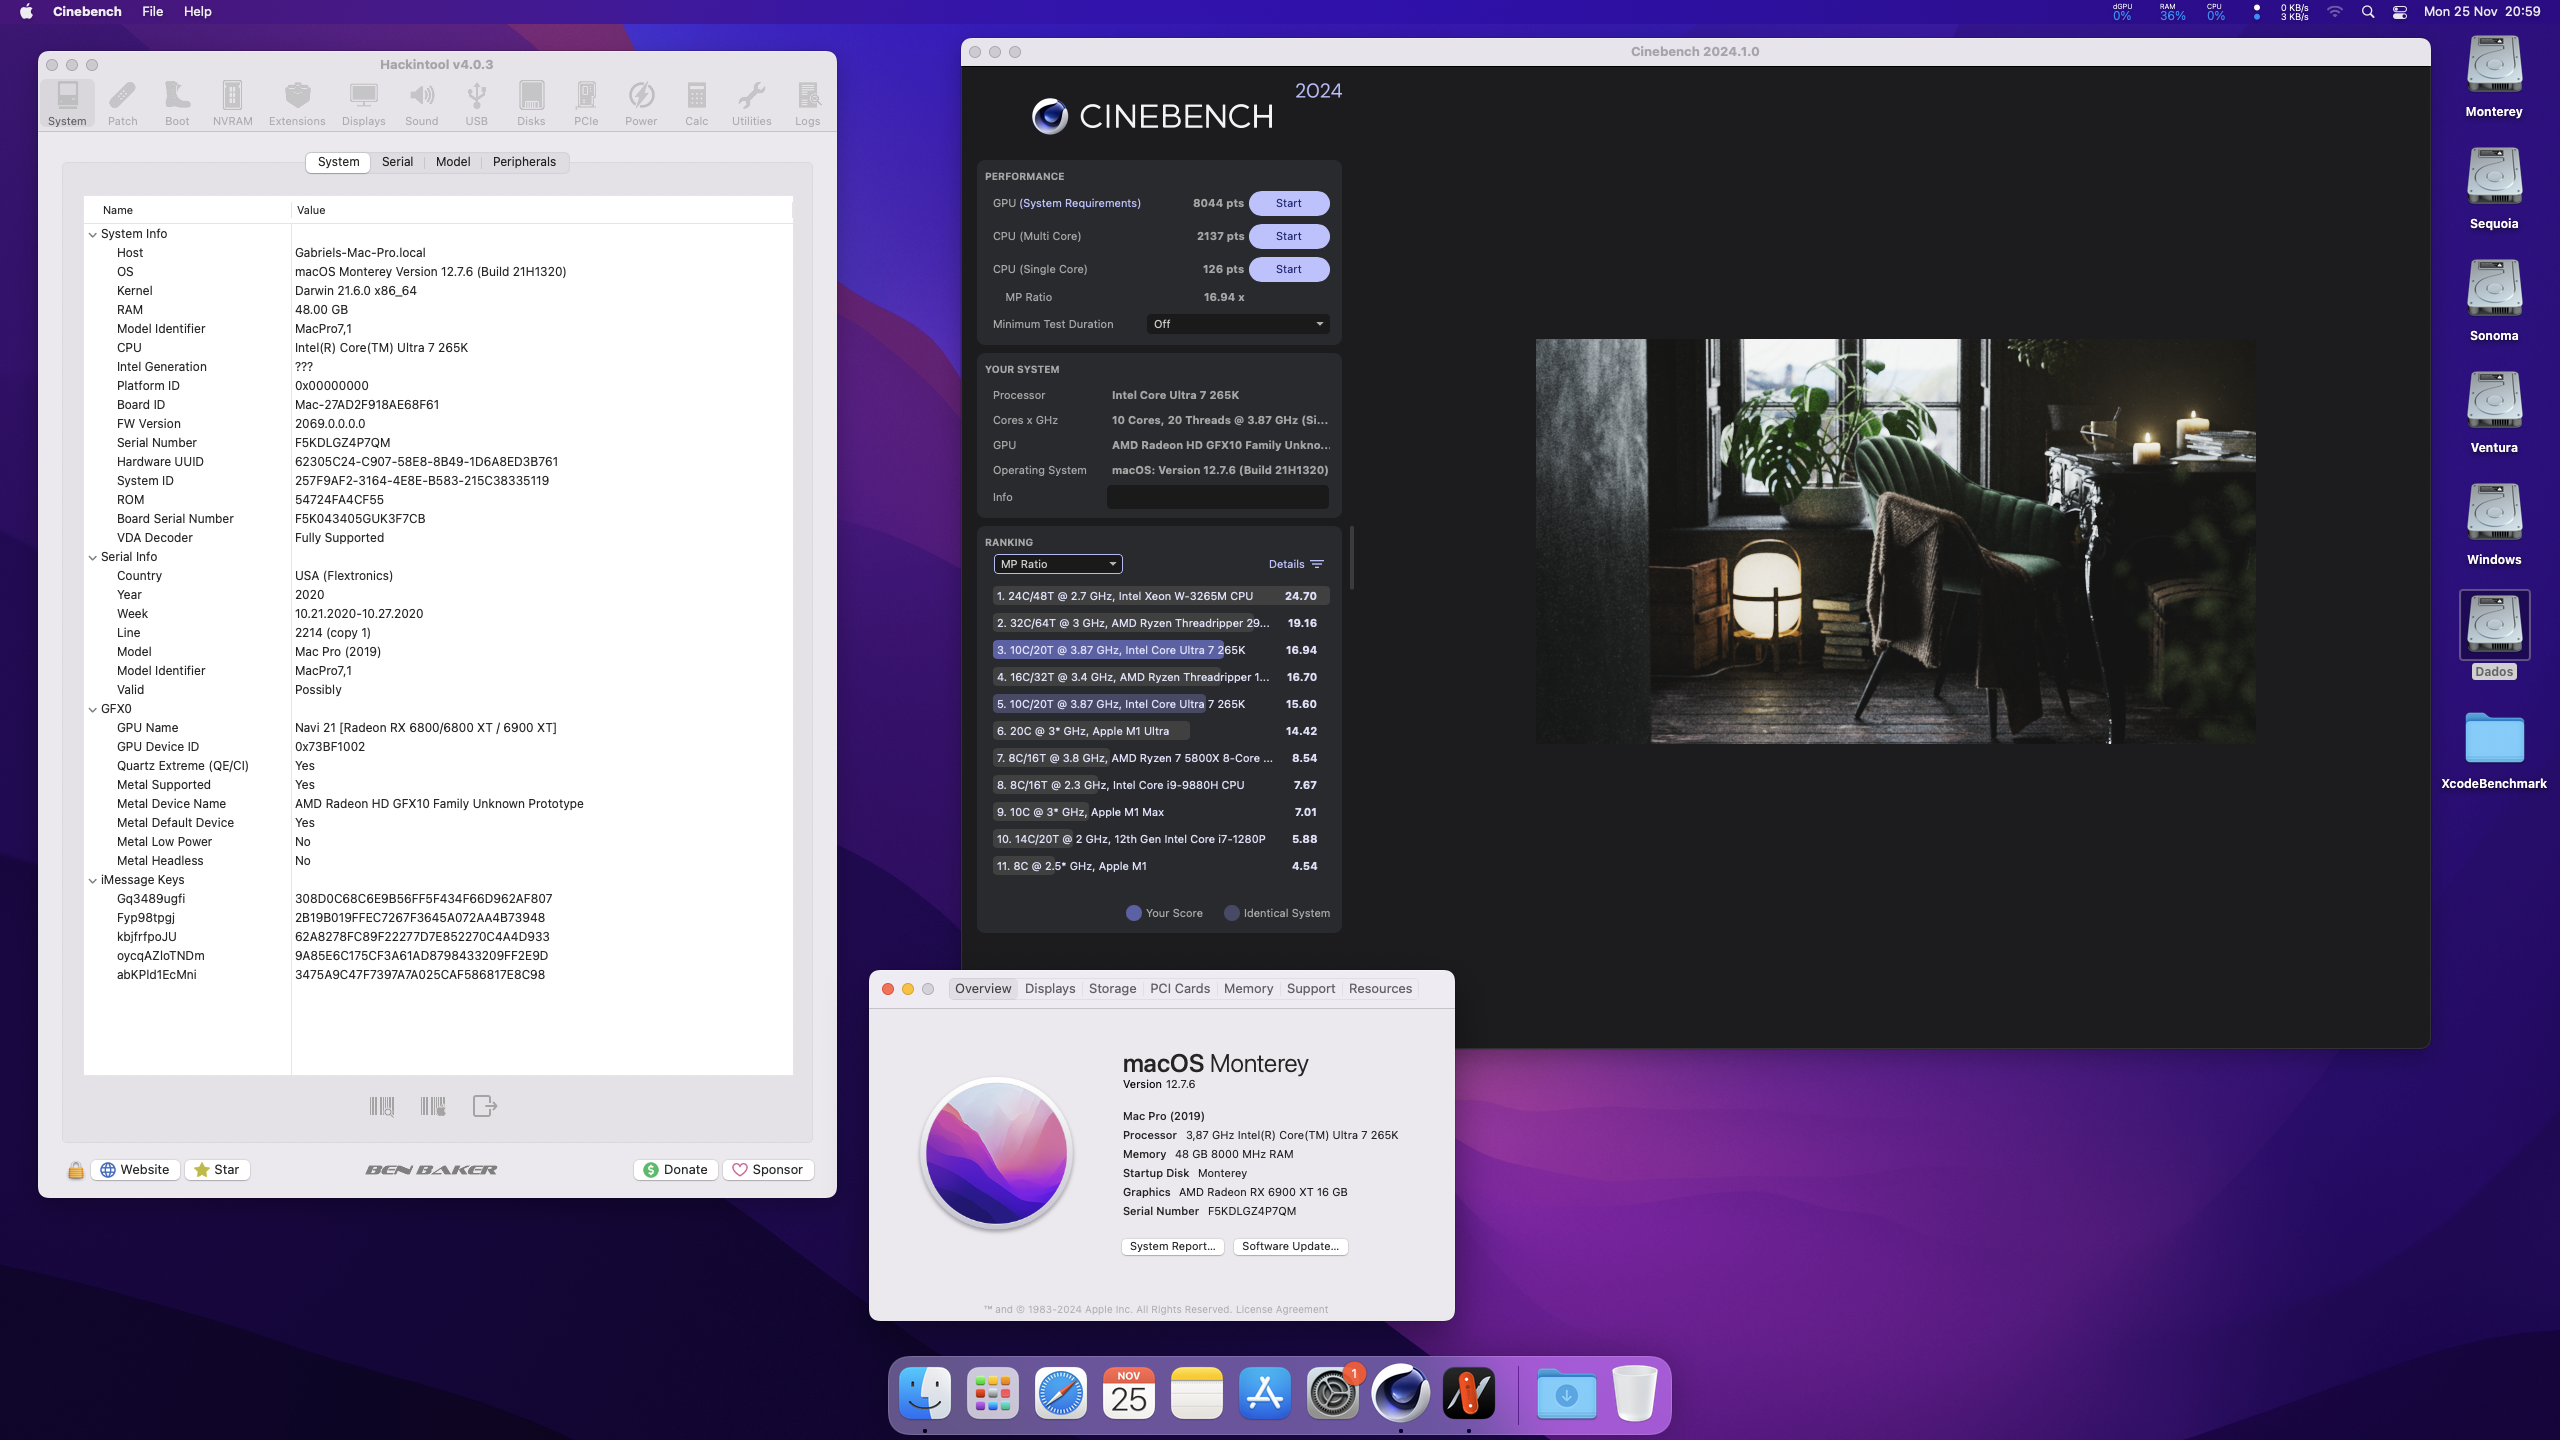 Cinebench File Help
dGPU 0% RAM 36% CPU 0% 0 KB/s 3 KB/s Mon 25 Nov 20:59
Hackintool v4.0.3
System Patch Boot NVRAM Extensions Displays Sound USB Disks PCIe Power Calc Utilities Logs
System Serial Model Peripherals
Name Value
System Info
Host Gabriels-Mac-Pro.local
OS macOS Monterey Version 12.7.6 (Build 21H1320)
Kernel Darwin 21.6.0 x86_64
RAM 48.00 GB
Model Identifier MacPro7,1
CPU Intel(R) Core(TM) Ultra 7 265K
Intel Generation ???
Platform ID 0x00000000
Board ID Mac-27AD2F918AE68F61
FW Version 2069.0.0.0.0
Serial Number F5KDLGZ4P7QM
Hardware UUID 62305C24-C907-58E8-8B49-1D6A8ED3B761
System ID 257F9AF2-3164-4E8E-B583-215C38335119
ROM 54724FA4CF55
Board Serial Number F5K043405GUK3F7CB
VDA Decoder Fully Supported
Serial Info
Country USA (Flextronics)
Year 2020
Week 10.21.2020-10.27.2020
Line 2214 (copy 1)
Model Mac Pro (2019)
Model Identifier MacPro7,1
Valid Possibly
GFX0
GPU Name Navi 21 [Radeon RX 6800/6800 XT / 6900 XT]
GPU Device ID 0x73BF1002
Quartz Extreme (QE/CI) Yes
Metal Supported Yes
Metal Device Name AMD Radeon HD GFX10 Family Unknown Prototype
Metal Default Device Yes
Metal Low Power No
Metal Headless No
iMessage Keys
Gq3489ugfi 308D0C68C6E9B56FF5F434F66D962AF807
Fyp98tpgj 2B19B019FFEC7267F3645A072AA4B73948
kbjfrfpoJU 62A8278FC89F22277D7E852270C4A4D933
oycqAZloTNDm 9A85E6C175CF3A61AD8798433209FF2E9D
abKPld1EcMni 3475A9C47F7397A7A025CAF586817E8C98
Website Star BEN BAKER Donate Sponsor
Cinebench 2024.1.0
CINEBENCH 2024
PERFORMANCE
GPU (System Requirements) 8044 pts Start
CPU (Multi Core) 2137 pts Start
CPU (Single Core) 126 pts Start
MP Ratio 16.94 x
Minimum Test Duration Off
YOUR SYSTEM
Processor Intel Core Ultra 7 265K
Cores x GHz 10 Cores, 20 Threads @ 3.87 GHz (Si...
GPU AMD Radeon HD GFX10 Family Unkno...
Operating System macOS: Version 12.7.6 (Build 21H1320)
Info
RANKING
MP Ratio Details
1. 24C/48T @ 2.7 GHz, Intel Xeon W-3265M CPU 24.70
2. 32C/64T @ 3 GHz, AMD Ryzen Threadripper 29... 19.16
3. 10C/20T @ 3.87 GHz, Intel Core Ultra 7 265K 16.94
4. 16C/32T @ 3.4 GHz, AMD Ryzen Threadripper 1... 16.70
5. 10C/20T @ 3.87 GHz, Intel Core Ultra 7 265K 15.60
6. 20C @ 3* GHz, Apple M1 Ultra 14.42
7. 8C/16T @ 3.8 GHz, AMD Ryzen 7 5800X 8-Core ... 8.54
8. 8C/16T @ 2.3 GHz, Intel Core i9-9880H CPU 7.67
9. 10C @ 3* GHz, Apple M1 Max 7.01
10. 14C/20T @ 2 GHz, 12th Gen Intel Core i7-1280P 5.88
11. 8C @ 2.5* GHz, Apple M1 4.54
Your Score Identical System
Overview Displays Storage PCI Cards Memory Support Resources
macOS Monterey
Version 12.7.6
Mac Pro (2019)
Processor 3,87 GHz Intel(R) Core(TM) Ultra 7 265K
Memory 48 GB 8000 MHz RAM
Startup Disk Monterey
Graphics AMD Radeon RX 6900 XT 16 GB
Serial Number F5KDLGZ4P7QM
System Report... Software Update...
™ and © 1983-2024 Apple Inc. All Rights Reserved. License Agreement
Monterey
Sequoia
Sonoma
Ventura
Windows
Dados
XcodeBenchmark
NOV
25
1